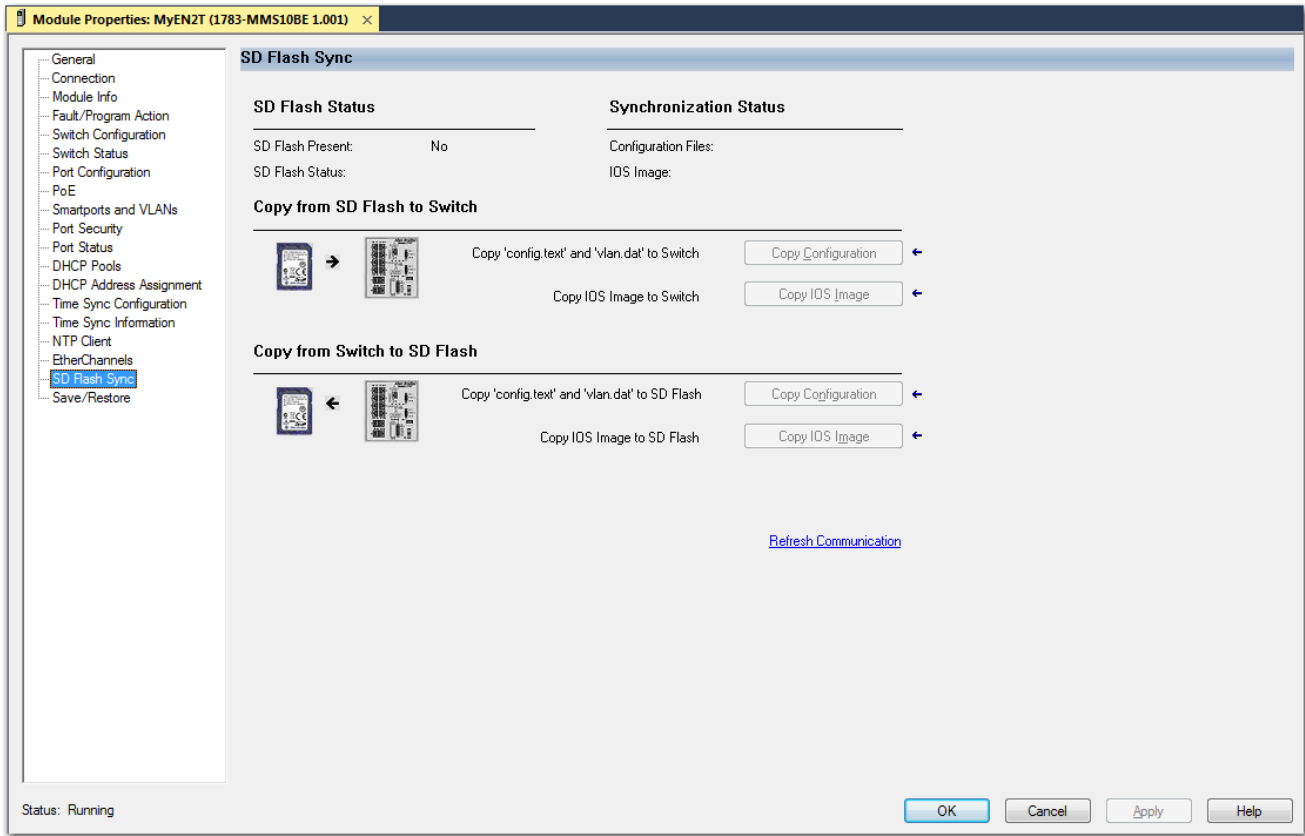 Module Properties: MyEN2T (1783-MMS10BE 1.001) ×
General
Connection
Module Info
Fault/Program Action
Switch Configuration
Switch Status
Port Configuration
PoE
Smartports and VLANs
Port Security
Port Status
DHCP Pools
DHCP Address Assignment
Time Sync Configuration
Time Sync Information
NTP Client
EtherChannels
SD Flash Sync
Save/Restore
SD Flash Sync
SD Flash Status
SD Flash Present: No
SD Flash Status:
Synchronization Status
Configuration Files:
IOS Image:
Copy from SD Flash to Switch
Copy 'config.text' and 'vlan.dat' to Switch Copy Configuration
Copy IOS Image to Switch Copy IOS Image
Copy from Switch to SD Flash
Copy 'config.text' and 'vlan.dat' to SD Flash Copy Configuration
Copy IOS Image to SD Flash Copy IOS Image
Refresh Communication
Status: Running
OK Cancel Apply Help